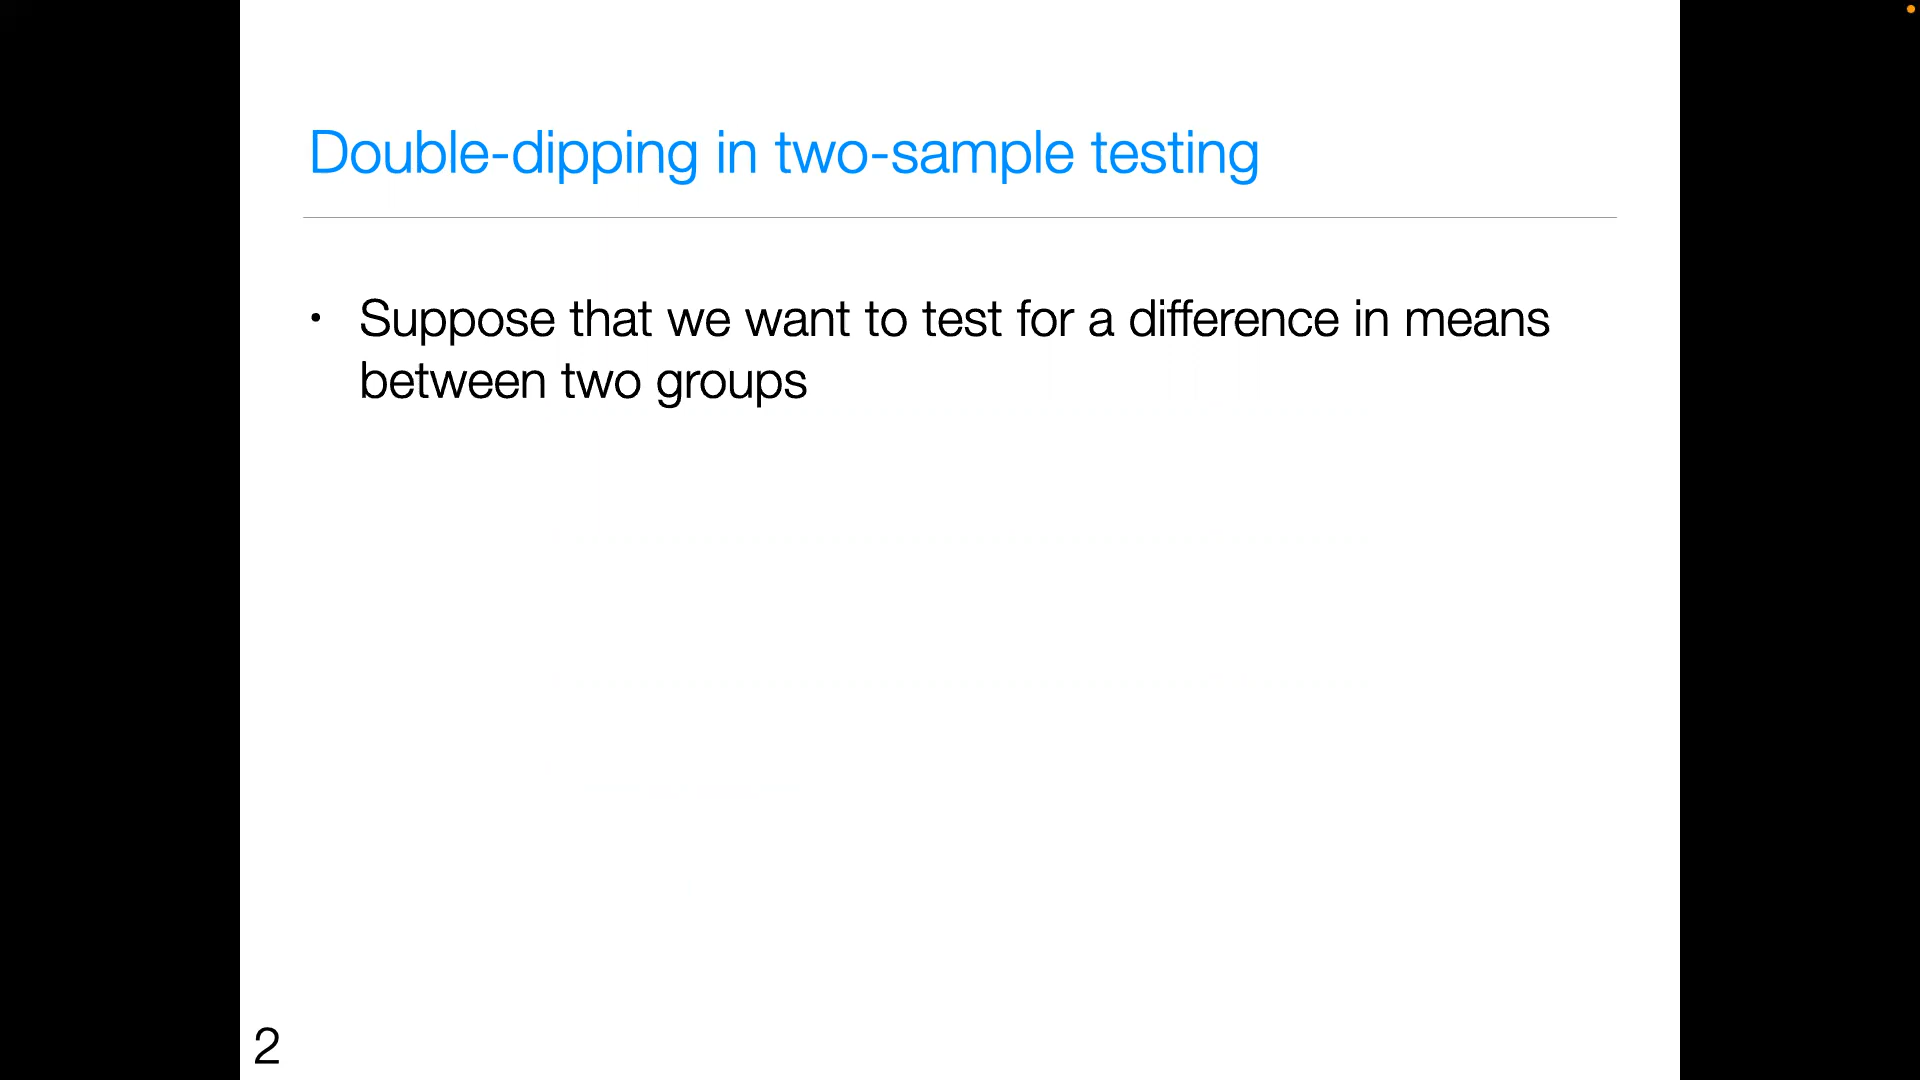 Double-dipping in two-sample testing
• Suppose that we want to test for a difference in means
between two groups
2